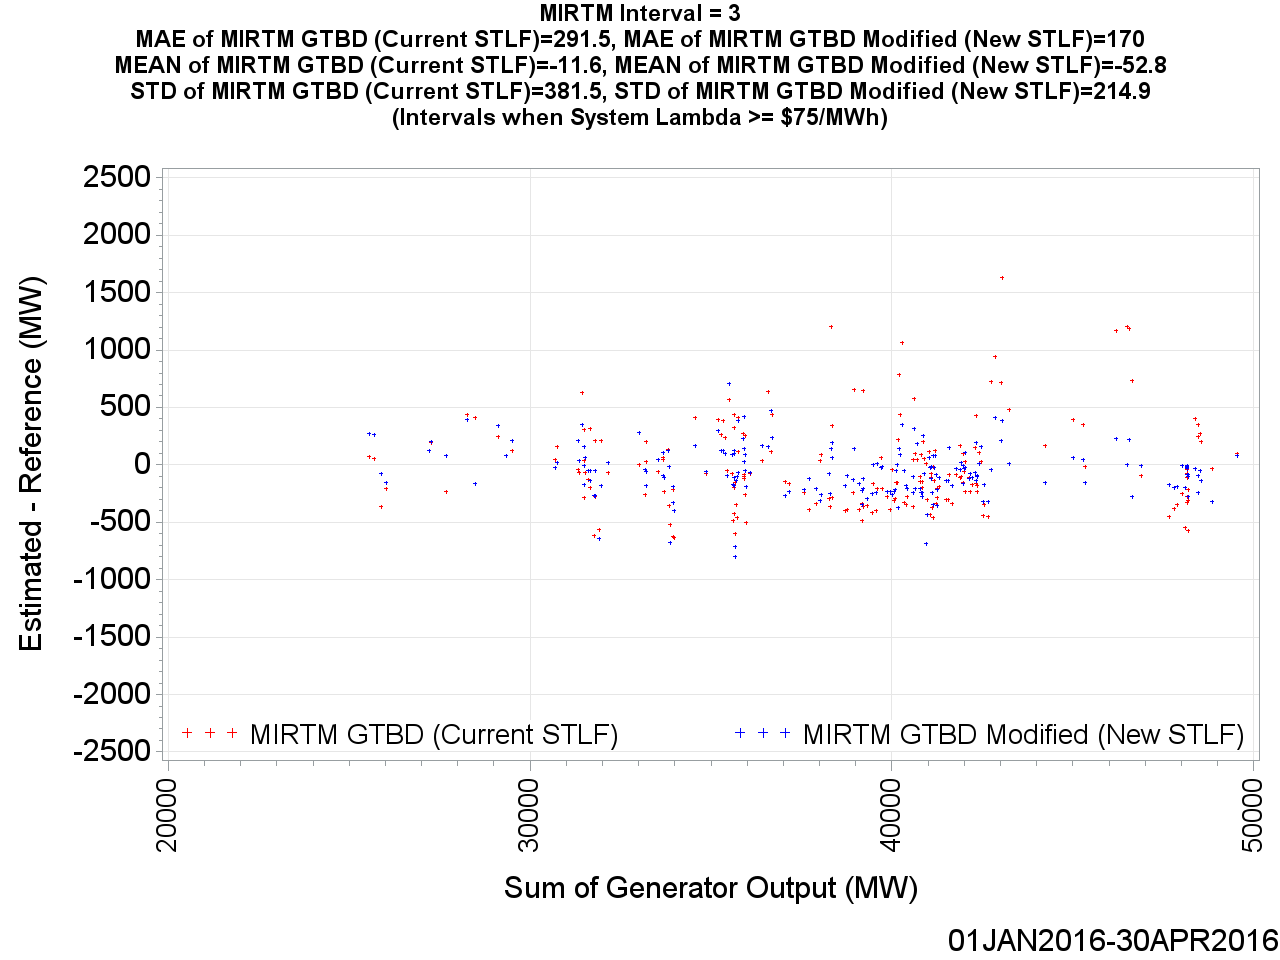 MIRTM Interval = 3
MAE of MIRTM GTBD (Current STLF)=291.5, MAE of MIRTM GTBD Modified (New STLF)=170
MEAN of MIRTM GTBD (Current STLF)=-11.6, MEAN of MIRTM GTBD Modified (New STLF)=-52.8
STD of MIRTM GTBD (Current STLF)=381.5, STD of MIRTM GTBD Modified (New STLF)=214.9
(Intervals when System Lambda >= $75/MWh)
Estimated - Reference (MW)
2500
2000
1500
1000
500
0
-500
-1000
-1500
-2000
-2500
MIRTM GTBD (Current STLF)
MIRTM GTBD Modified (New STLF)
20000
30000
40000
50000
Sum of Generator Output (MW)
01JAN2016-30APR2016